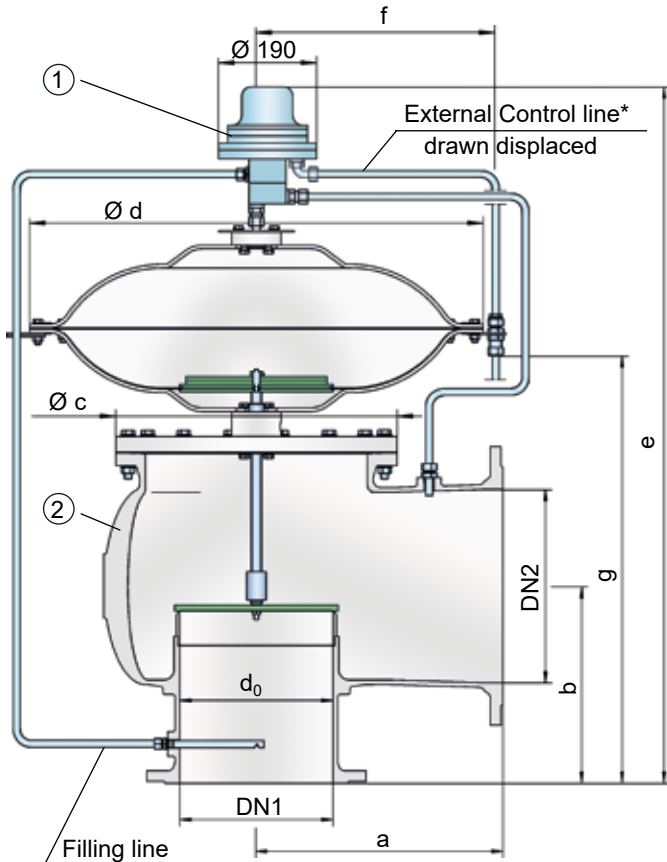 f
Ø 190
1
External Control line*
drawn displaced
Ø d
Ø c
e
2
DN2
g
b
d₀
DN1
a
Filling line